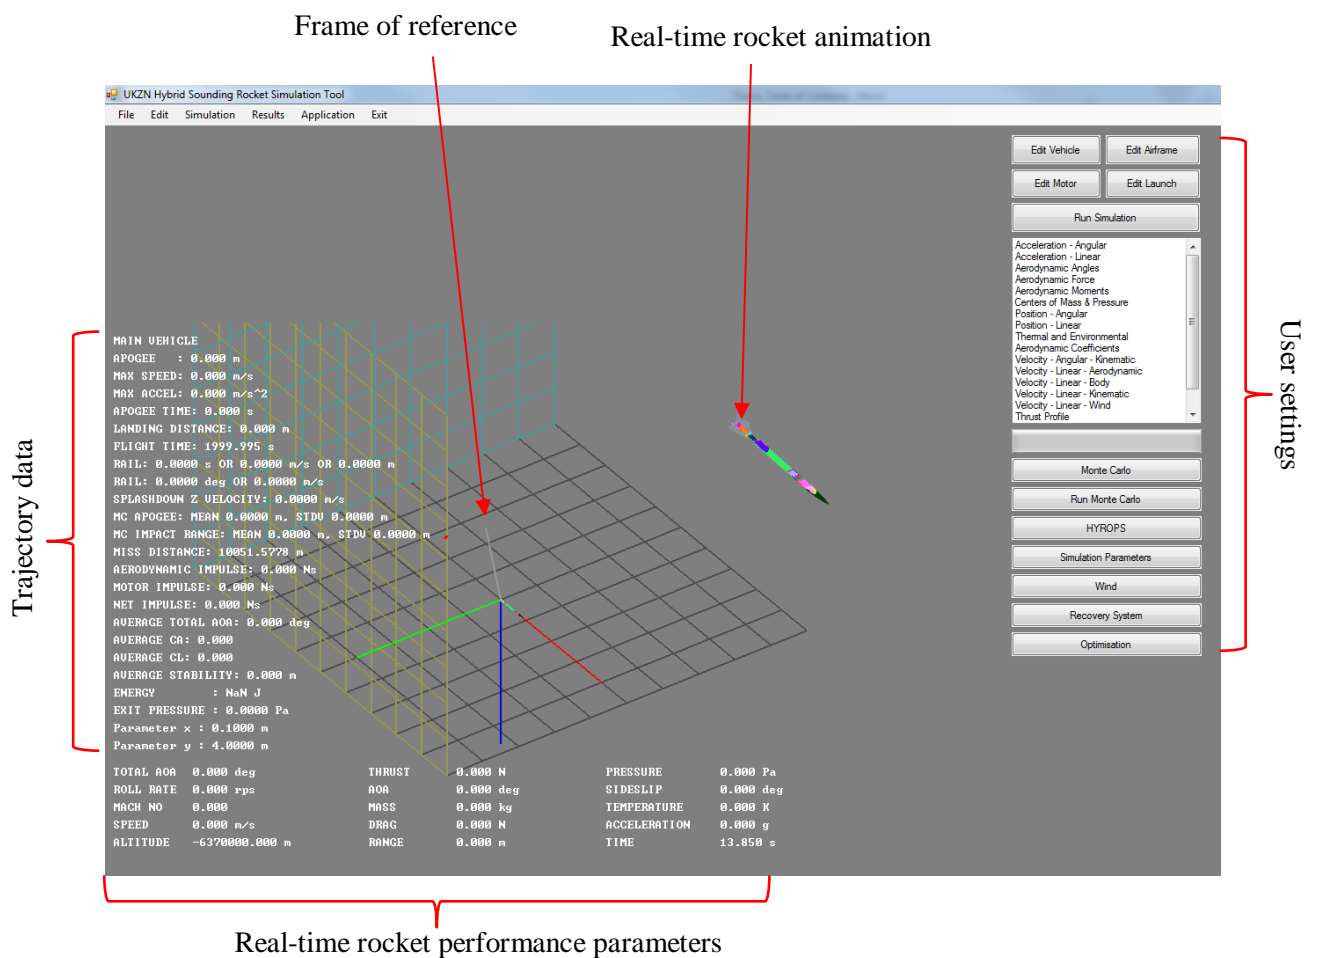 Frame of reference
Real-time rocket animation
UKZN Hybrid Sounding Rocket Simulation Tool
File Edit Simulation Results Application Exit
Edit Vehicle Edit Airframe
Edit Motor Edit Launch
Run Simulation
Acceleration - Angular
Acceleration - Linear
Aerodynamic Angles
Aerodynamic Force
Aerodynamic Moments
Centers of Mass & Pressure
Position - Angular
Position - Linear
Thermal and Environmental
Aerodynamic Coefficients
Velocity - Angular - Kinematic
Velocity - Linear - Aerodynamic
Velocity - Linear - Body
Velocity - Linear - Kinematic
Velocity - Linear - Wind
Thrust Profile
Monte Carlo
Run Monte Carlo
HYROPS
Simulation Parameters
Wind
Recovery System
Optimisation
User settings
Trajectory data
MAIN VEHICLE
APOGEE : 0.000 m
MAX SPEED: 0.000 m/s
MAX ACCEL: 0.000 m/s^2
APOGEE TIME: 0.000 s
LANDING DISTANCE: 0.000 m
FLIGHT TIME: 1999.995 s
RAIL: 0.0000 s OR 0.0000 m/s OR 0.0000 m
RAIL: 0.0000 deg OR 0.0000 m/s
SPLASHDOWN Z VELOCITY: 0.0000 m/s
MC APOGEE: MEAN 0.0000 m, STDV 0.0000 m
MC IMPACT RANGE: MEAN 0.0000 m, STDV 0.0000 m
MISS DISTANCE: 10051.5778 m
AERODYNAMIC IMPULSE: 0.000 Ns
MOTOR IMPULSE: 0.000 Ns
NET IMPULSE: 0.000 Ns
AVERAGE TOTAL AOA: 0.000 deg
AVERAGE CA: 0.000
AVERAGE CL: 0.000
AVERAGE STABILITY: 0.000 m
ENERGY : NaN J
EXIT PRESSURE : 0.0000 Pa
Parameter x : 0.1000 m
Parameter y : 4.0000 m
TOTAL AOA 0.000 deg THRUST 0.000 N PRESSURE 0.000 Pa
ROLL RATE 0.000 rps AOA 0.000 deg SIDESLIP 0.000 deg
MACH NO 0.000 MASS 0.000 kg TEMPERATURE 0.000 K
SPEED 0.000 m/s DRAG 0.000 N ACCELERATION 0.000 g
ALTITUDE -6370000.000 m RANGE 0.000 m TIME 13.850 s
Real-time rocket performance parameters